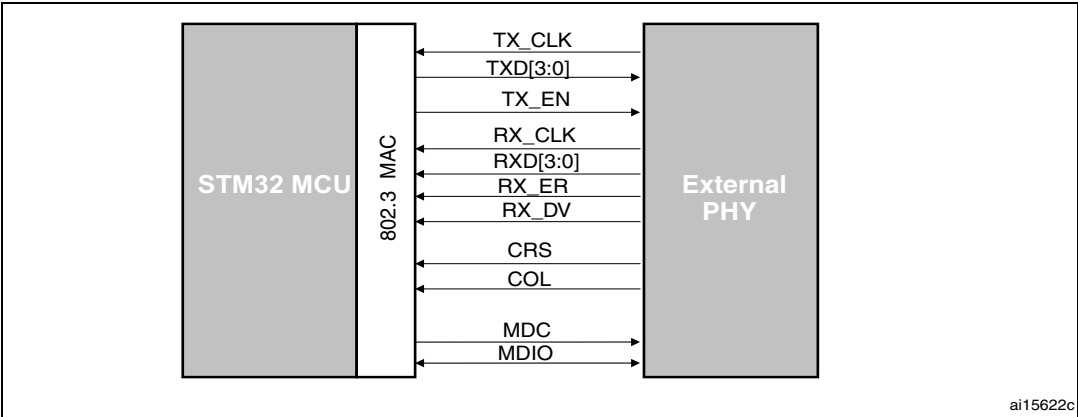 TX_CLK
TXD[3:0]
TX_EN
RX_CLK
RXD[3:0]
RX_ER
RX_DV
CRS
COL
MDC
MDIO
STM32 MCU
802.3 MAC
External
PHY
ai15622c